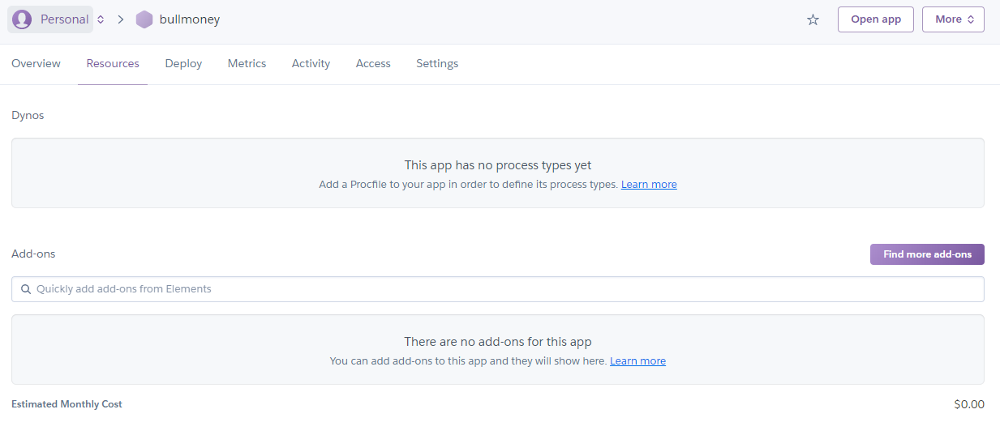 Personal bullmoney Open app More
Overview Resources Deploy Metrics Activity Access Settings
Dynos
This app has no process types yet
Add a Procfile to your app in order to define its process types. Learn more
Add-ons Find more add-ons
Quickly add add-ons from Elements
There are no add-ons for this app
You can add add-ons to this app and they will show here. Learn more
Estimated Monthly Cost $0.00